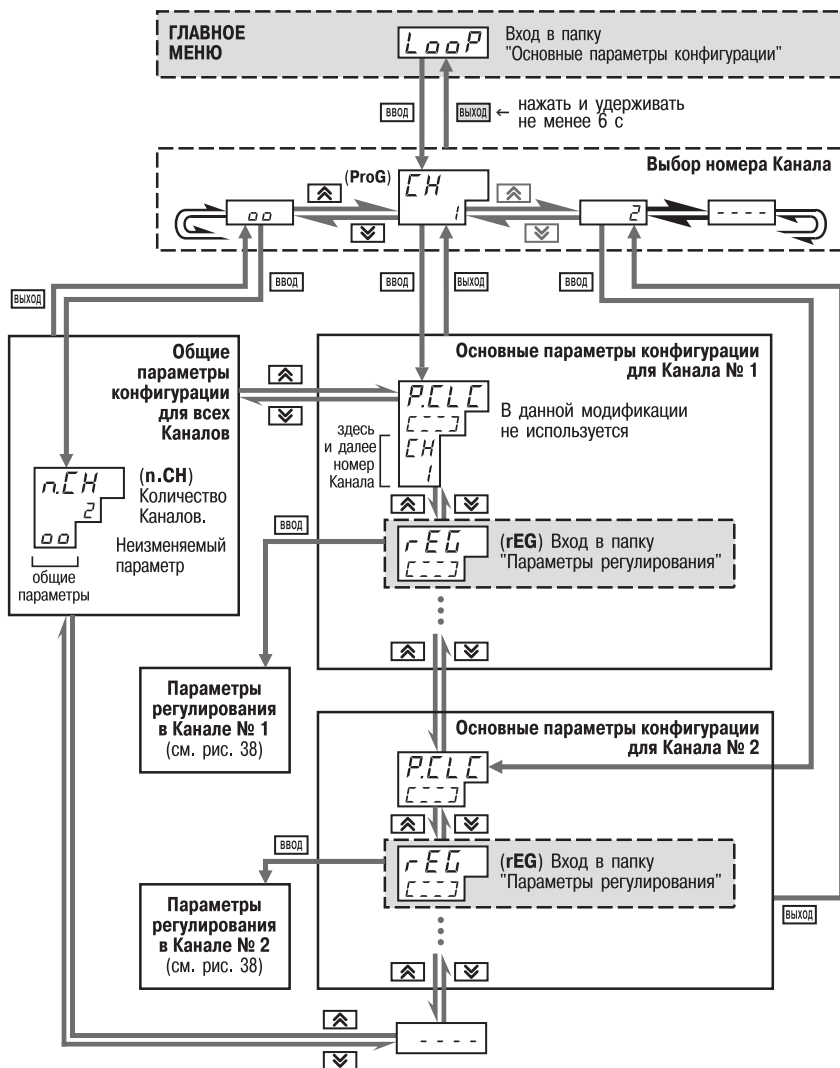 ГЛАВНОЕ
МЕНЮ
LooP
Вход в папку
"Основные параметры конфигурации"
ВВОД
ВЫХОД
← нажать и удерживать
не менее 6 с
Выбор номера Канала
(ProG)
CH
1
oo
2
- - - -
ВЫХОД
ВВОД
ВВОД
ВЫХОД
ВВОД
Общие
параметры
конфигурации
для всех
Каналов
n.CH
2
oo
(n.CH)
Количество
Каналов.
Неизменяемый
параметр
общие
параметры
Основные параметры конфигурации
для Канала № 1
P.CLC
[---]
CH
1
В данной модификации
не используется
здесь
и далее
номер
Канала
ВВОД
rEG
[---]
(rEG) Вход в папку
"Параметры регулирования"
Параметры
регулирования
в Канале № 1
(см. рис. 38)
Основные параметры конфигурации
для Канала № 2
P.CLC
[---]
ВВОД
rEG
[---]
(rEG) Вход в папку
"Параметры регулирования"
Параметры
регулирования
в Канале № 2
(см. рис. 38)
ВЫХОД
- - - -